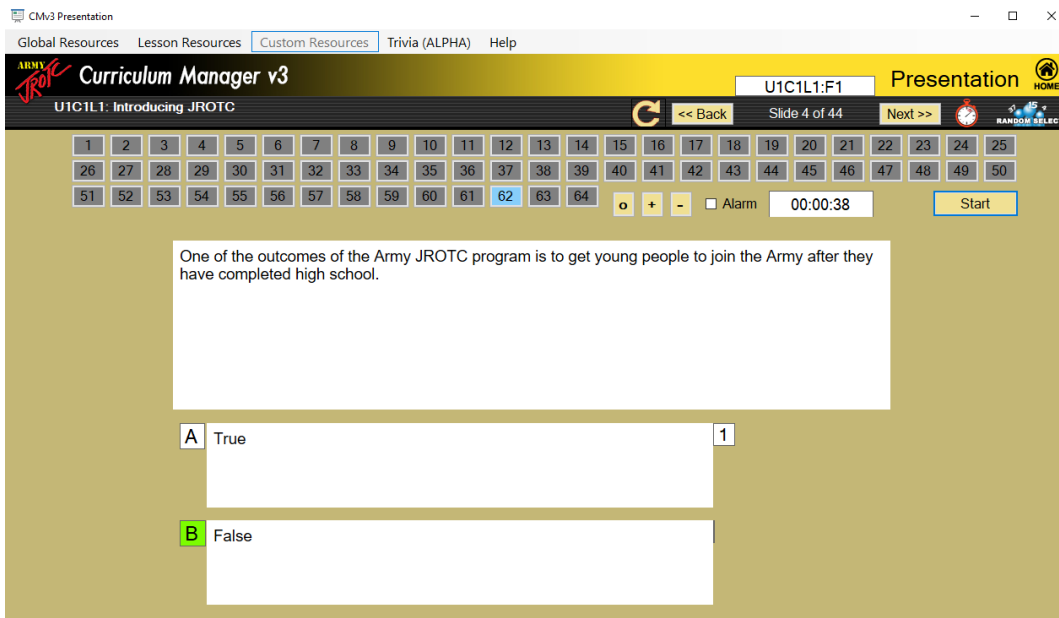 CMv3 Presentation
Global Resources Lesson Resources Custom Resources Trivia (ALPHA) Help
ARMY JROTC Curriculum Manager v3 U1C1L1:F1 Presentation HOME
U1C1L1: Introducing JROTC << Back Slide 4 of 44 Next >> 15 RANDOM SELEC
1 2 3 4 5 6 7 8 9 10 11 12 13 14 15 16 17 18 19 20 21 22 23 24 25
26 27 28 29 30 31 32 33 34 35 36 37 38 39 40 41 42 43 44 45 46 47 48 49 50
51 52 53 54 55 56 57 58 59 60 61 62 63 64 o + - Alarm 00:00:38 Start
One of the outcomes of the Army JROTC program is to get young people to join the Army after they
have completed high school.
A True 1
B False